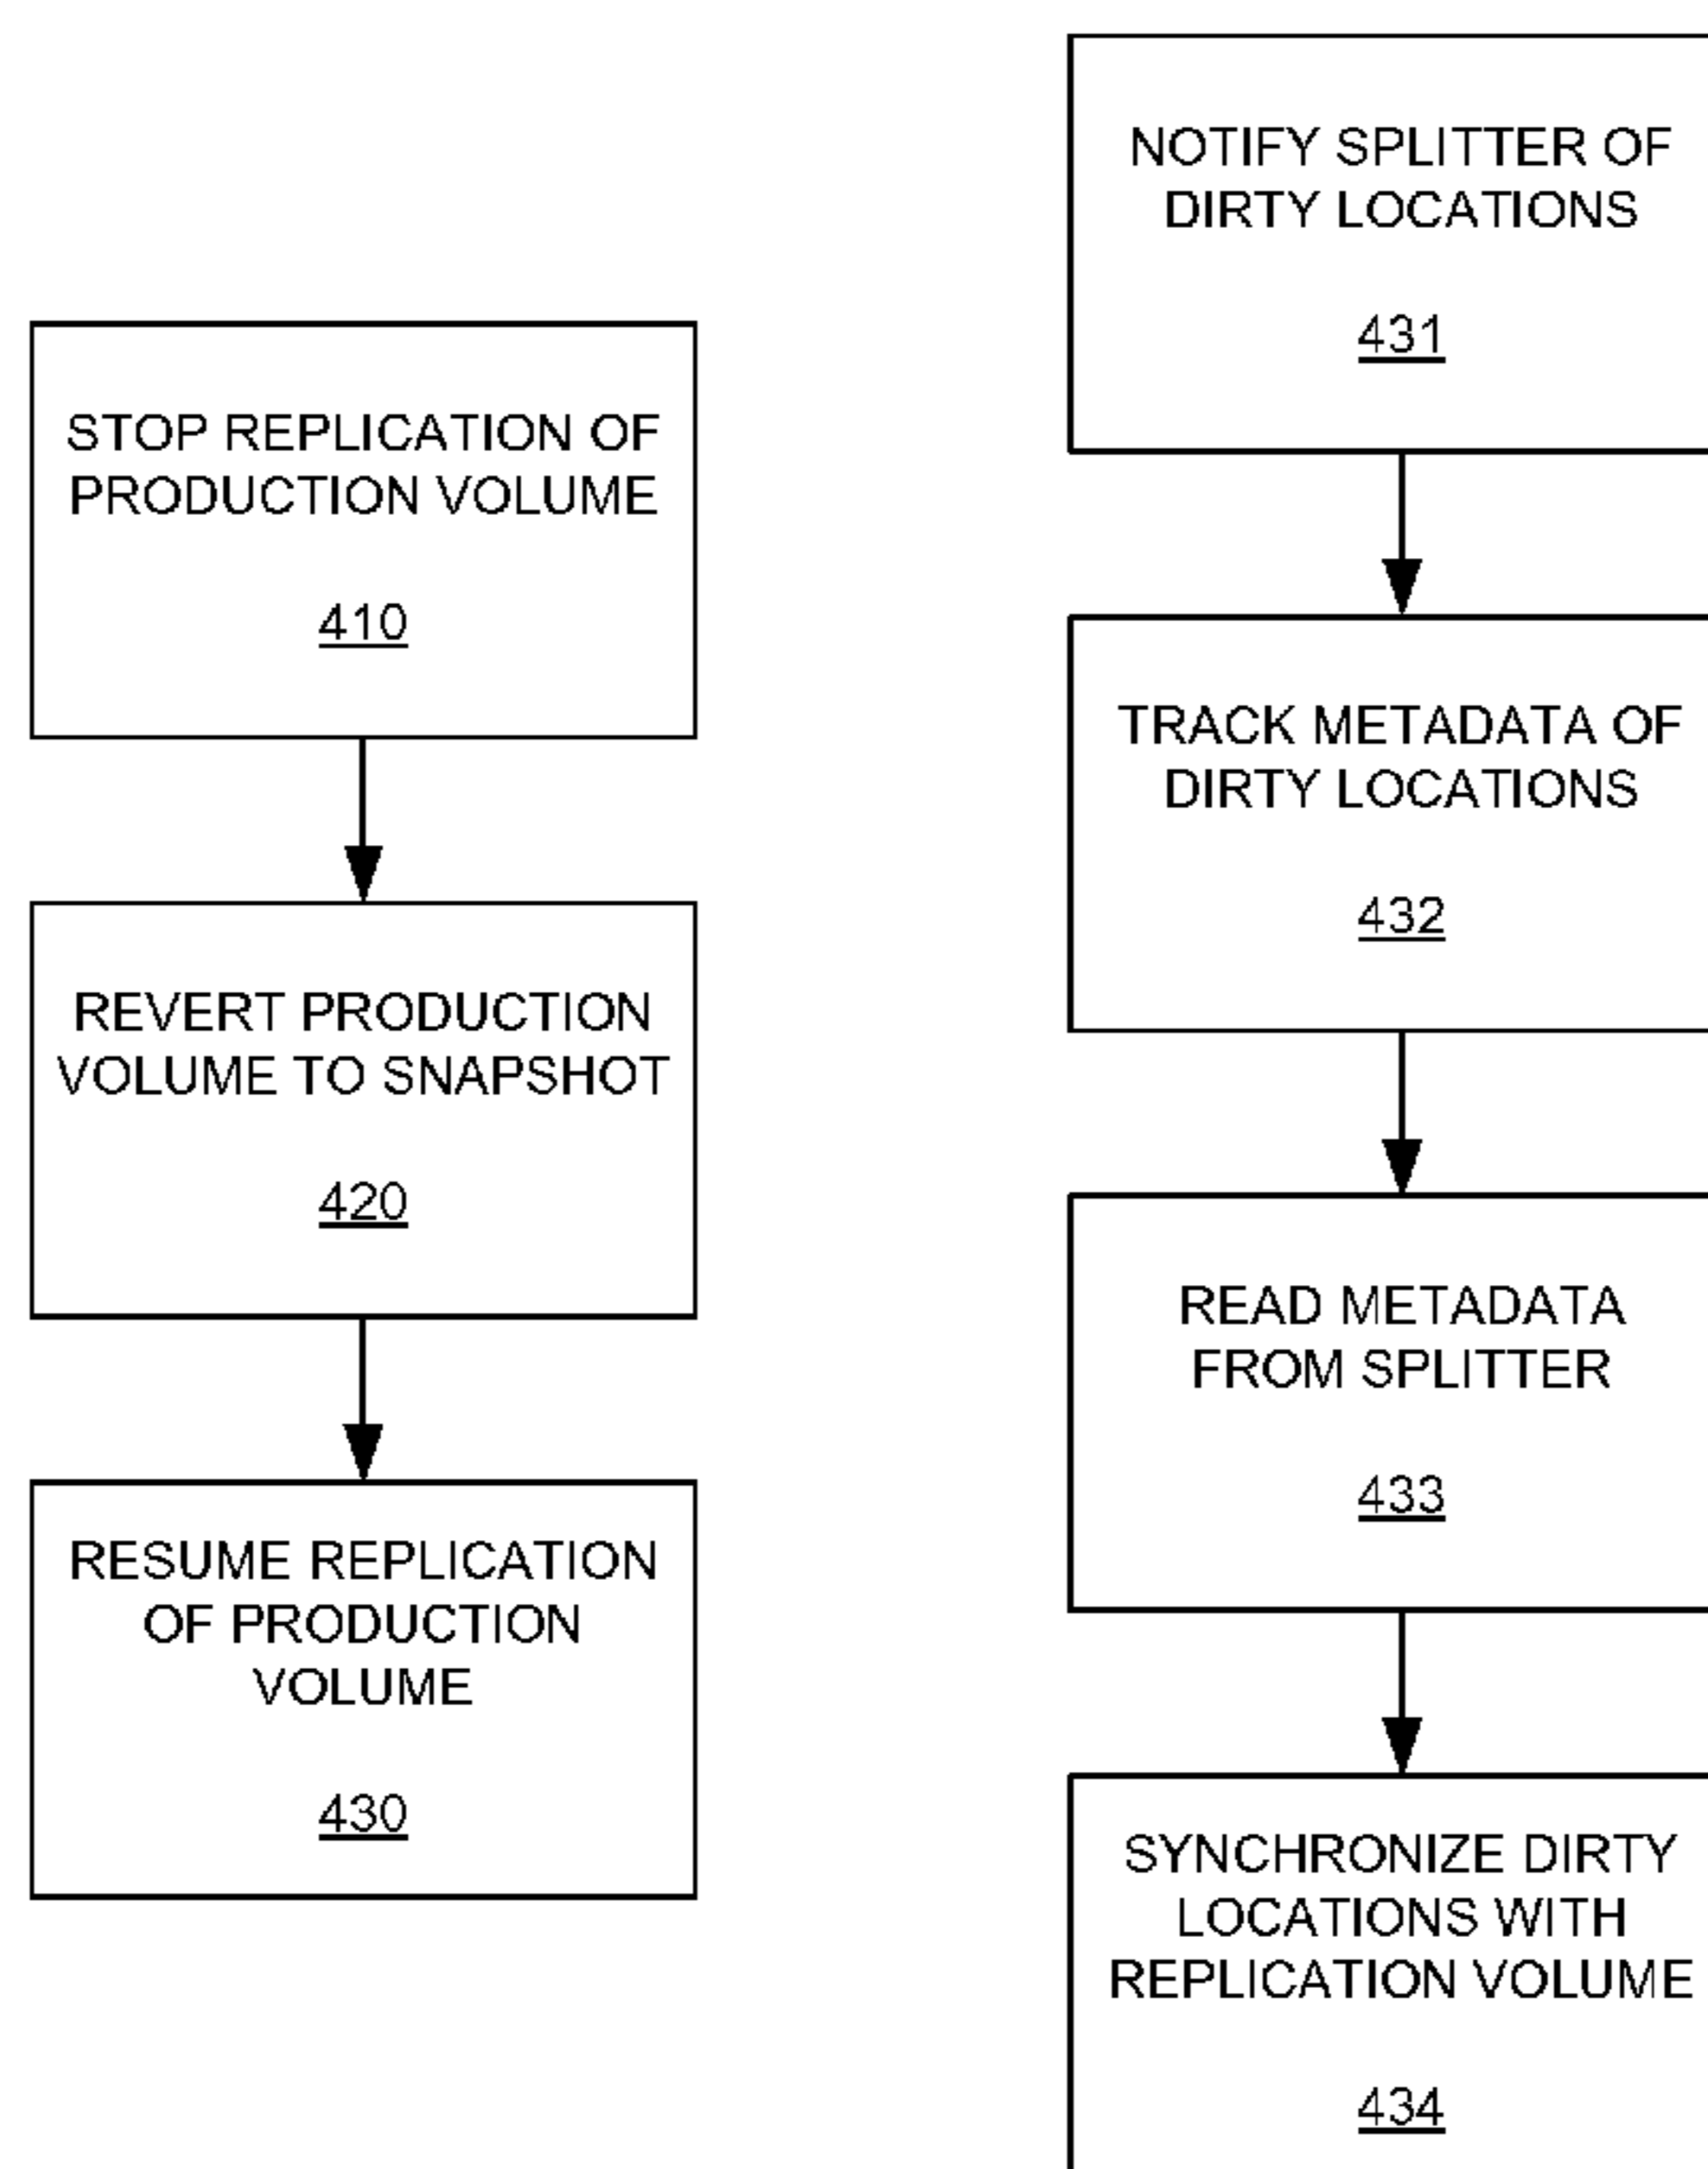 STOP REPLICATION OF
PRODUCTION VOLUME
410
REVERT PRODUCTION
VOLUME TO SNAPSHOT
420
RESUME REPLICATION
OF PRODUCTION
VOLUME
430
NOTIFY SPLITTER OF
DIRTY LOCATIONS
431
TRACK METADATA OF
DIRTY LOCATIONS
432
READ METADATA
FROM SPLITTER
433
SYNCHRONIZE DIRTY
LOCATIONS WITH
REPLICATION VOLUME
434